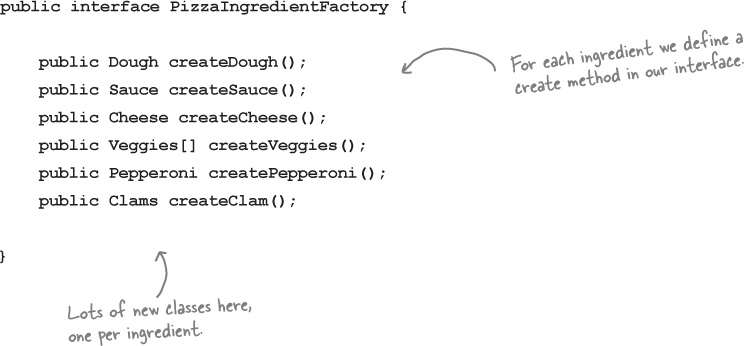 public interface PizzaIngredientFactory {
public Dough createDough();
public Sauce createSauce();
public Cheese createCheese();
public Veggies[] createVeggies();
public Pepperoni createPepperoni();
public Clams createClam();
}
For each ingredient we define a
create method in our interface.
Lots of new classes here,
one per ingredient.